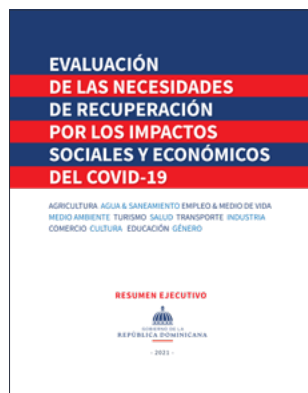 EVALUACIÓN
DE LAS NECESIDADES
DE RECUPERACIÓN
POR LOS IMPACTOS
SOCIALES Y ECONÓMICOS
DEL COVID-19
AGRICULTURA AGUA & SANEAMIENTO EMPLEO & MEDIO DE VIDA
MEDIO AMBIENTE TURISMO SALUD TRANSPORTE INDUSTRIA
COMERCIO CULTURA EDUCACIÓN GÉNERO
RESUMEN EJECUTIVO
GOBIERNO DE LA
REPÚBLICA DOMINICANA
- 2021 -